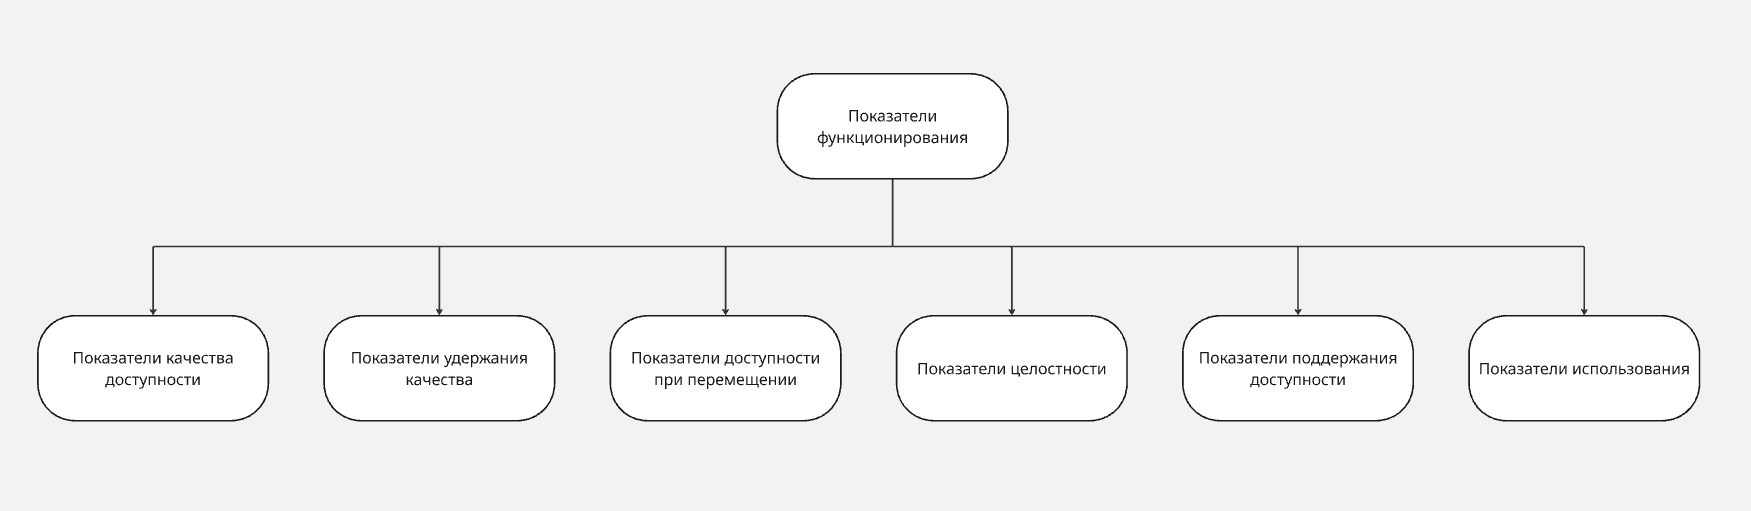 Показатели
функционирования
Показатели качества
доступности
Показатели удержания
качества
Показатели доступности
при перемещении
Показатели целостности
Показатели поддержания
доступности
Показатели использования